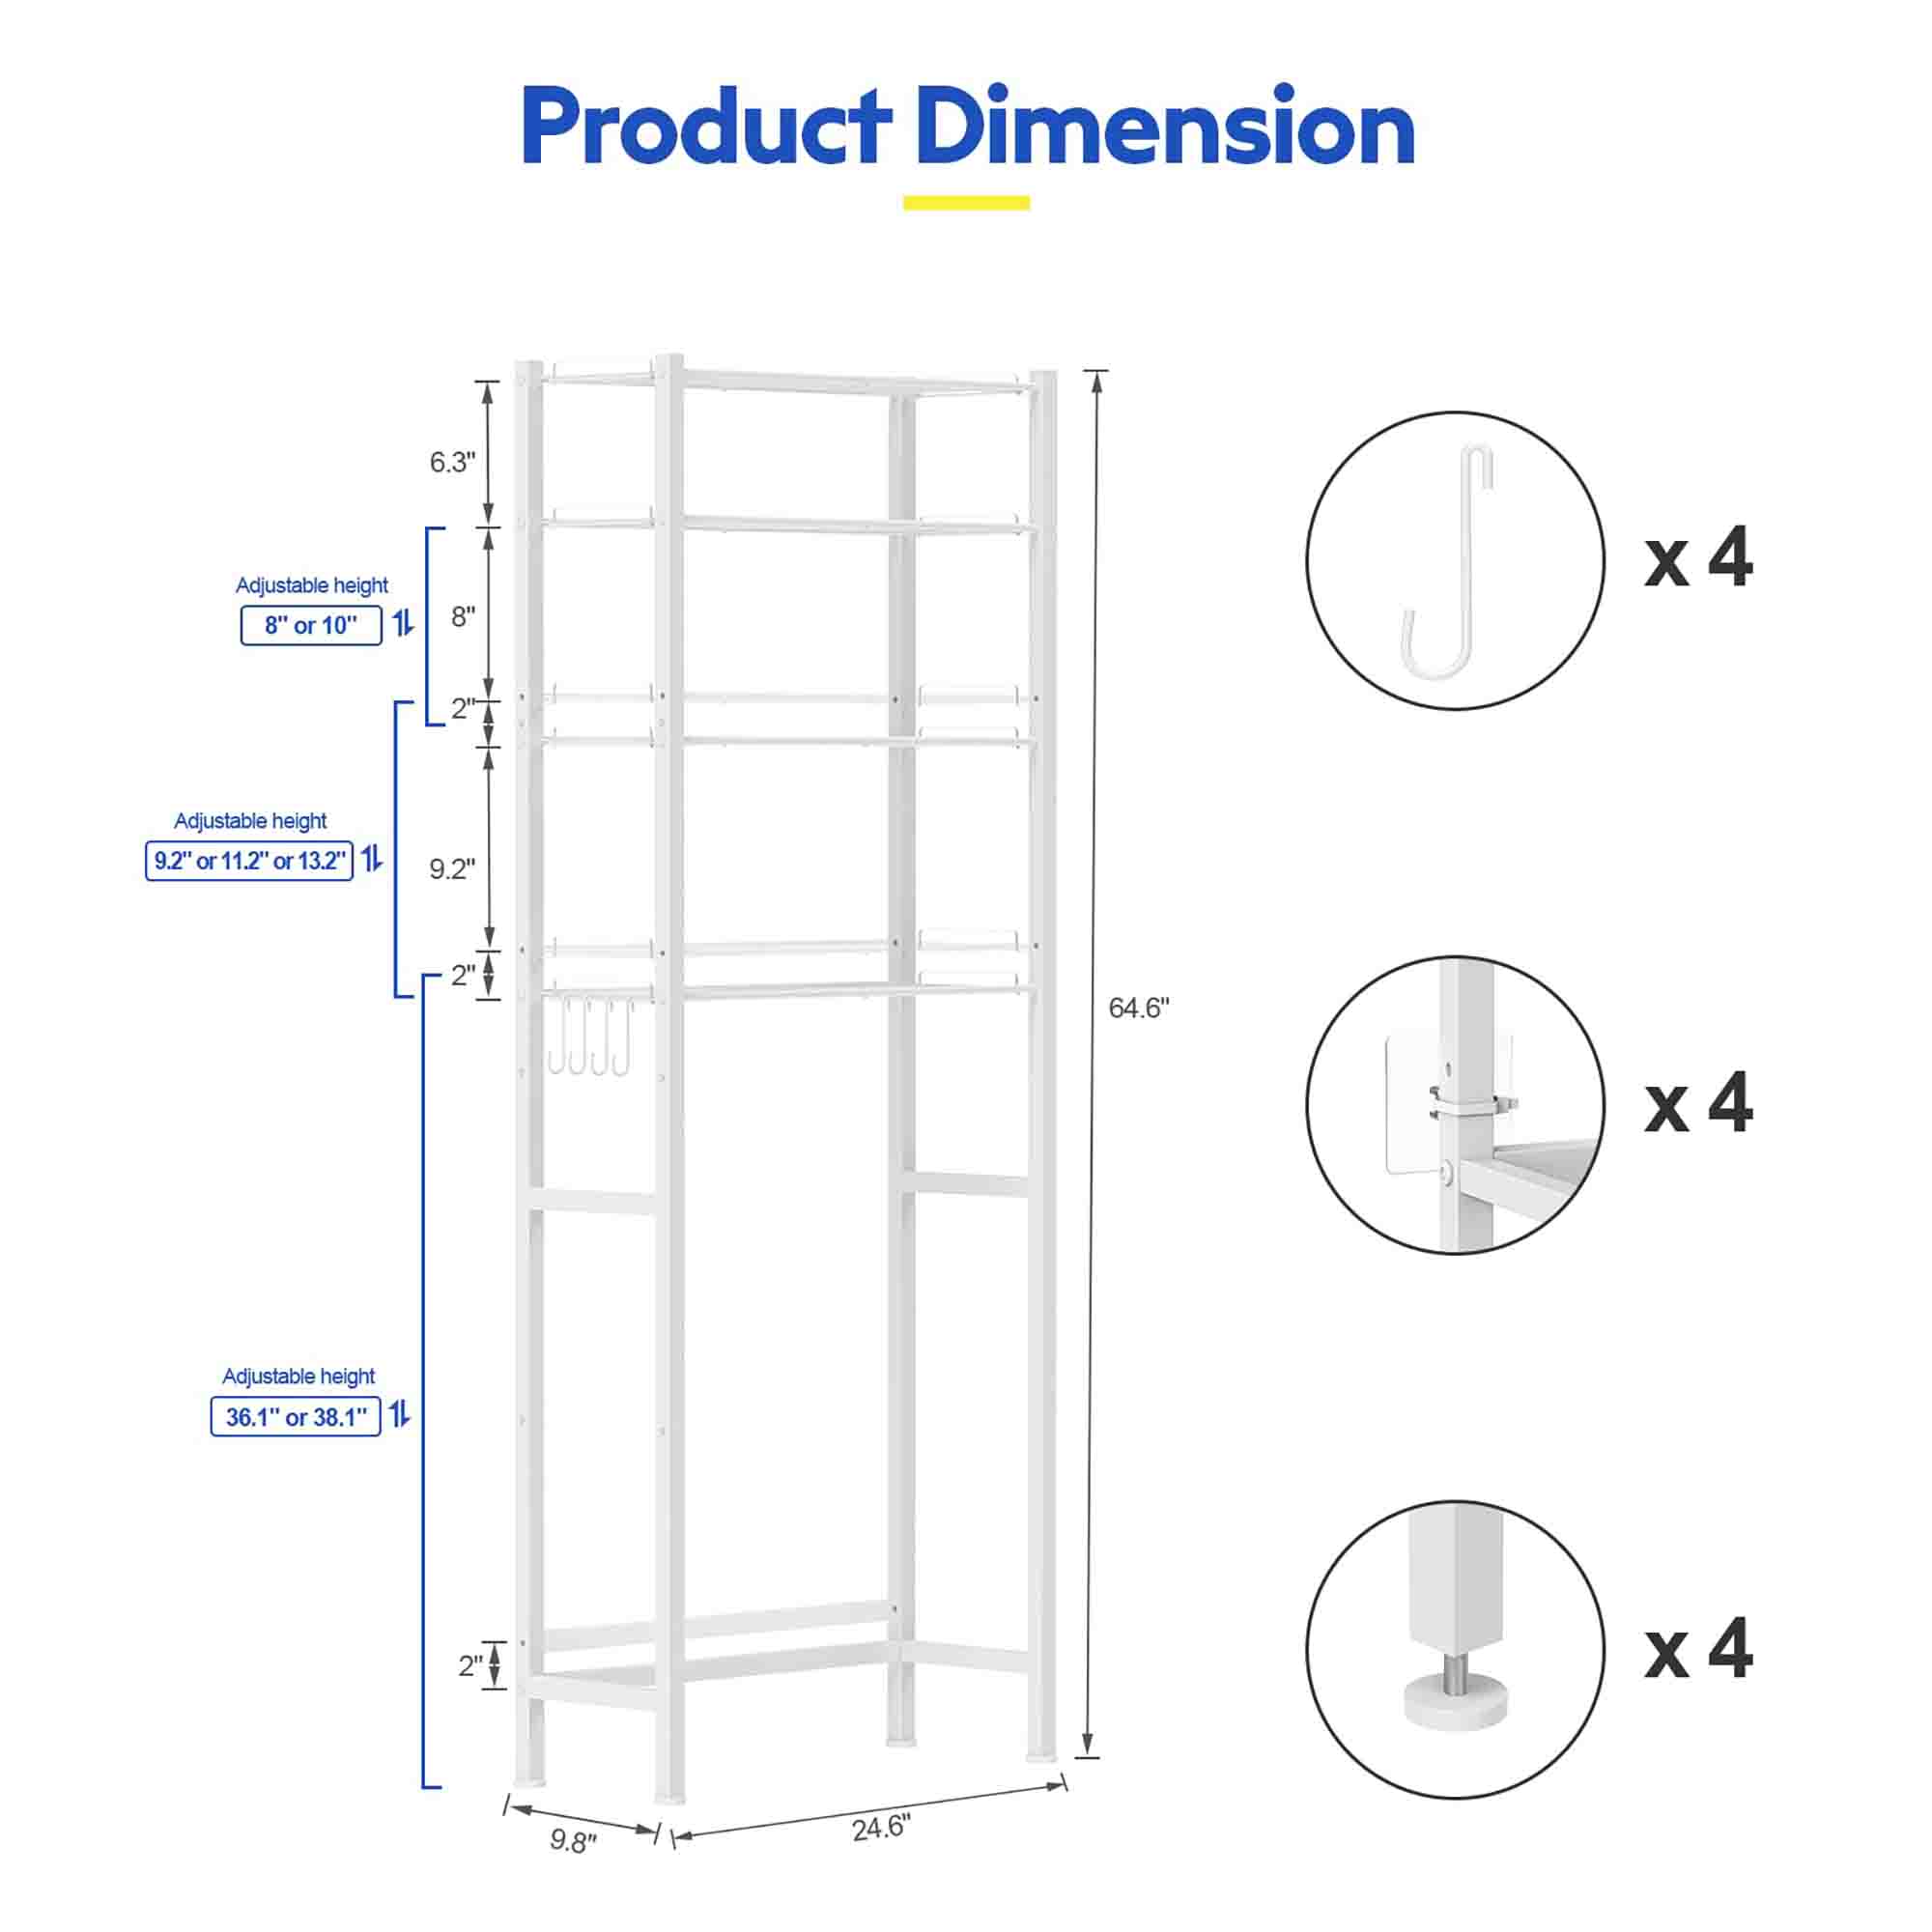 Product Dimension
6.3"
Adjustable height
8" or 10"
8"
2"
Adjustable height
9.2" or 11.2" or 13.2"
9.2"
2"
64.6"
Adjustable height
36.1" or 38.1"
2"
9.8"
24.6"
x 4
x 4
x 4